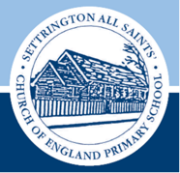 SETTRINGTON ALL SAINTS'
CHURCH OF ENGLAND PRIMARY SCHOOL